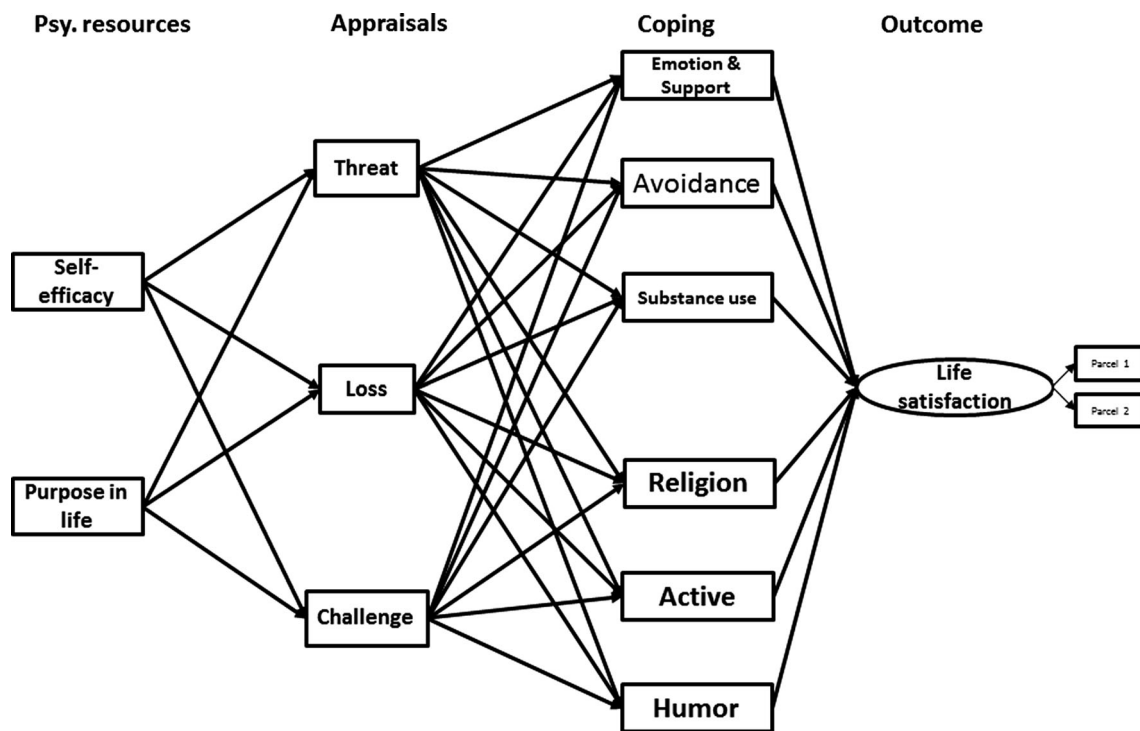 Psy. resources
Appraisals
Coping
Outcome
Emotion &
Support
Threat
Avoidance
Self-
efficacy
Substance use
Loss
Life
satisfaction
Parcel 1
Parcel 2
Purpose in
life
Religion
Challenge
Active
Humor